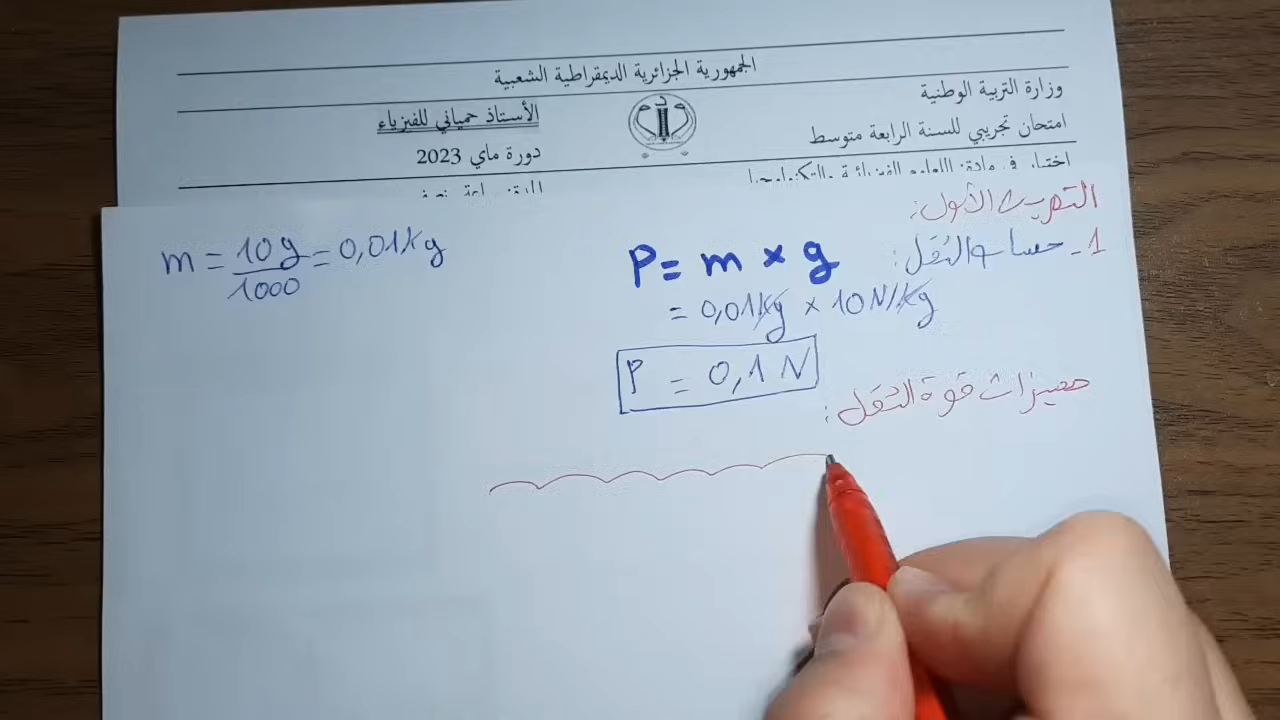 الجمهورية الجزائرية الديمقراطية الشعبية
وزارة التربية الوطنية
الأستاذ حمياني للفيزياء
امتحان تجريبي للسنة الرابعة متوسط
دورة ماي 2023
التمرين الأول:
1- حساب الثقل:
P = m × g
m = 10g/1000 = 0,01Kg
= 0,01Kg × 10N/Kg
P = 0,1 N
مميزات قوة الثقل: